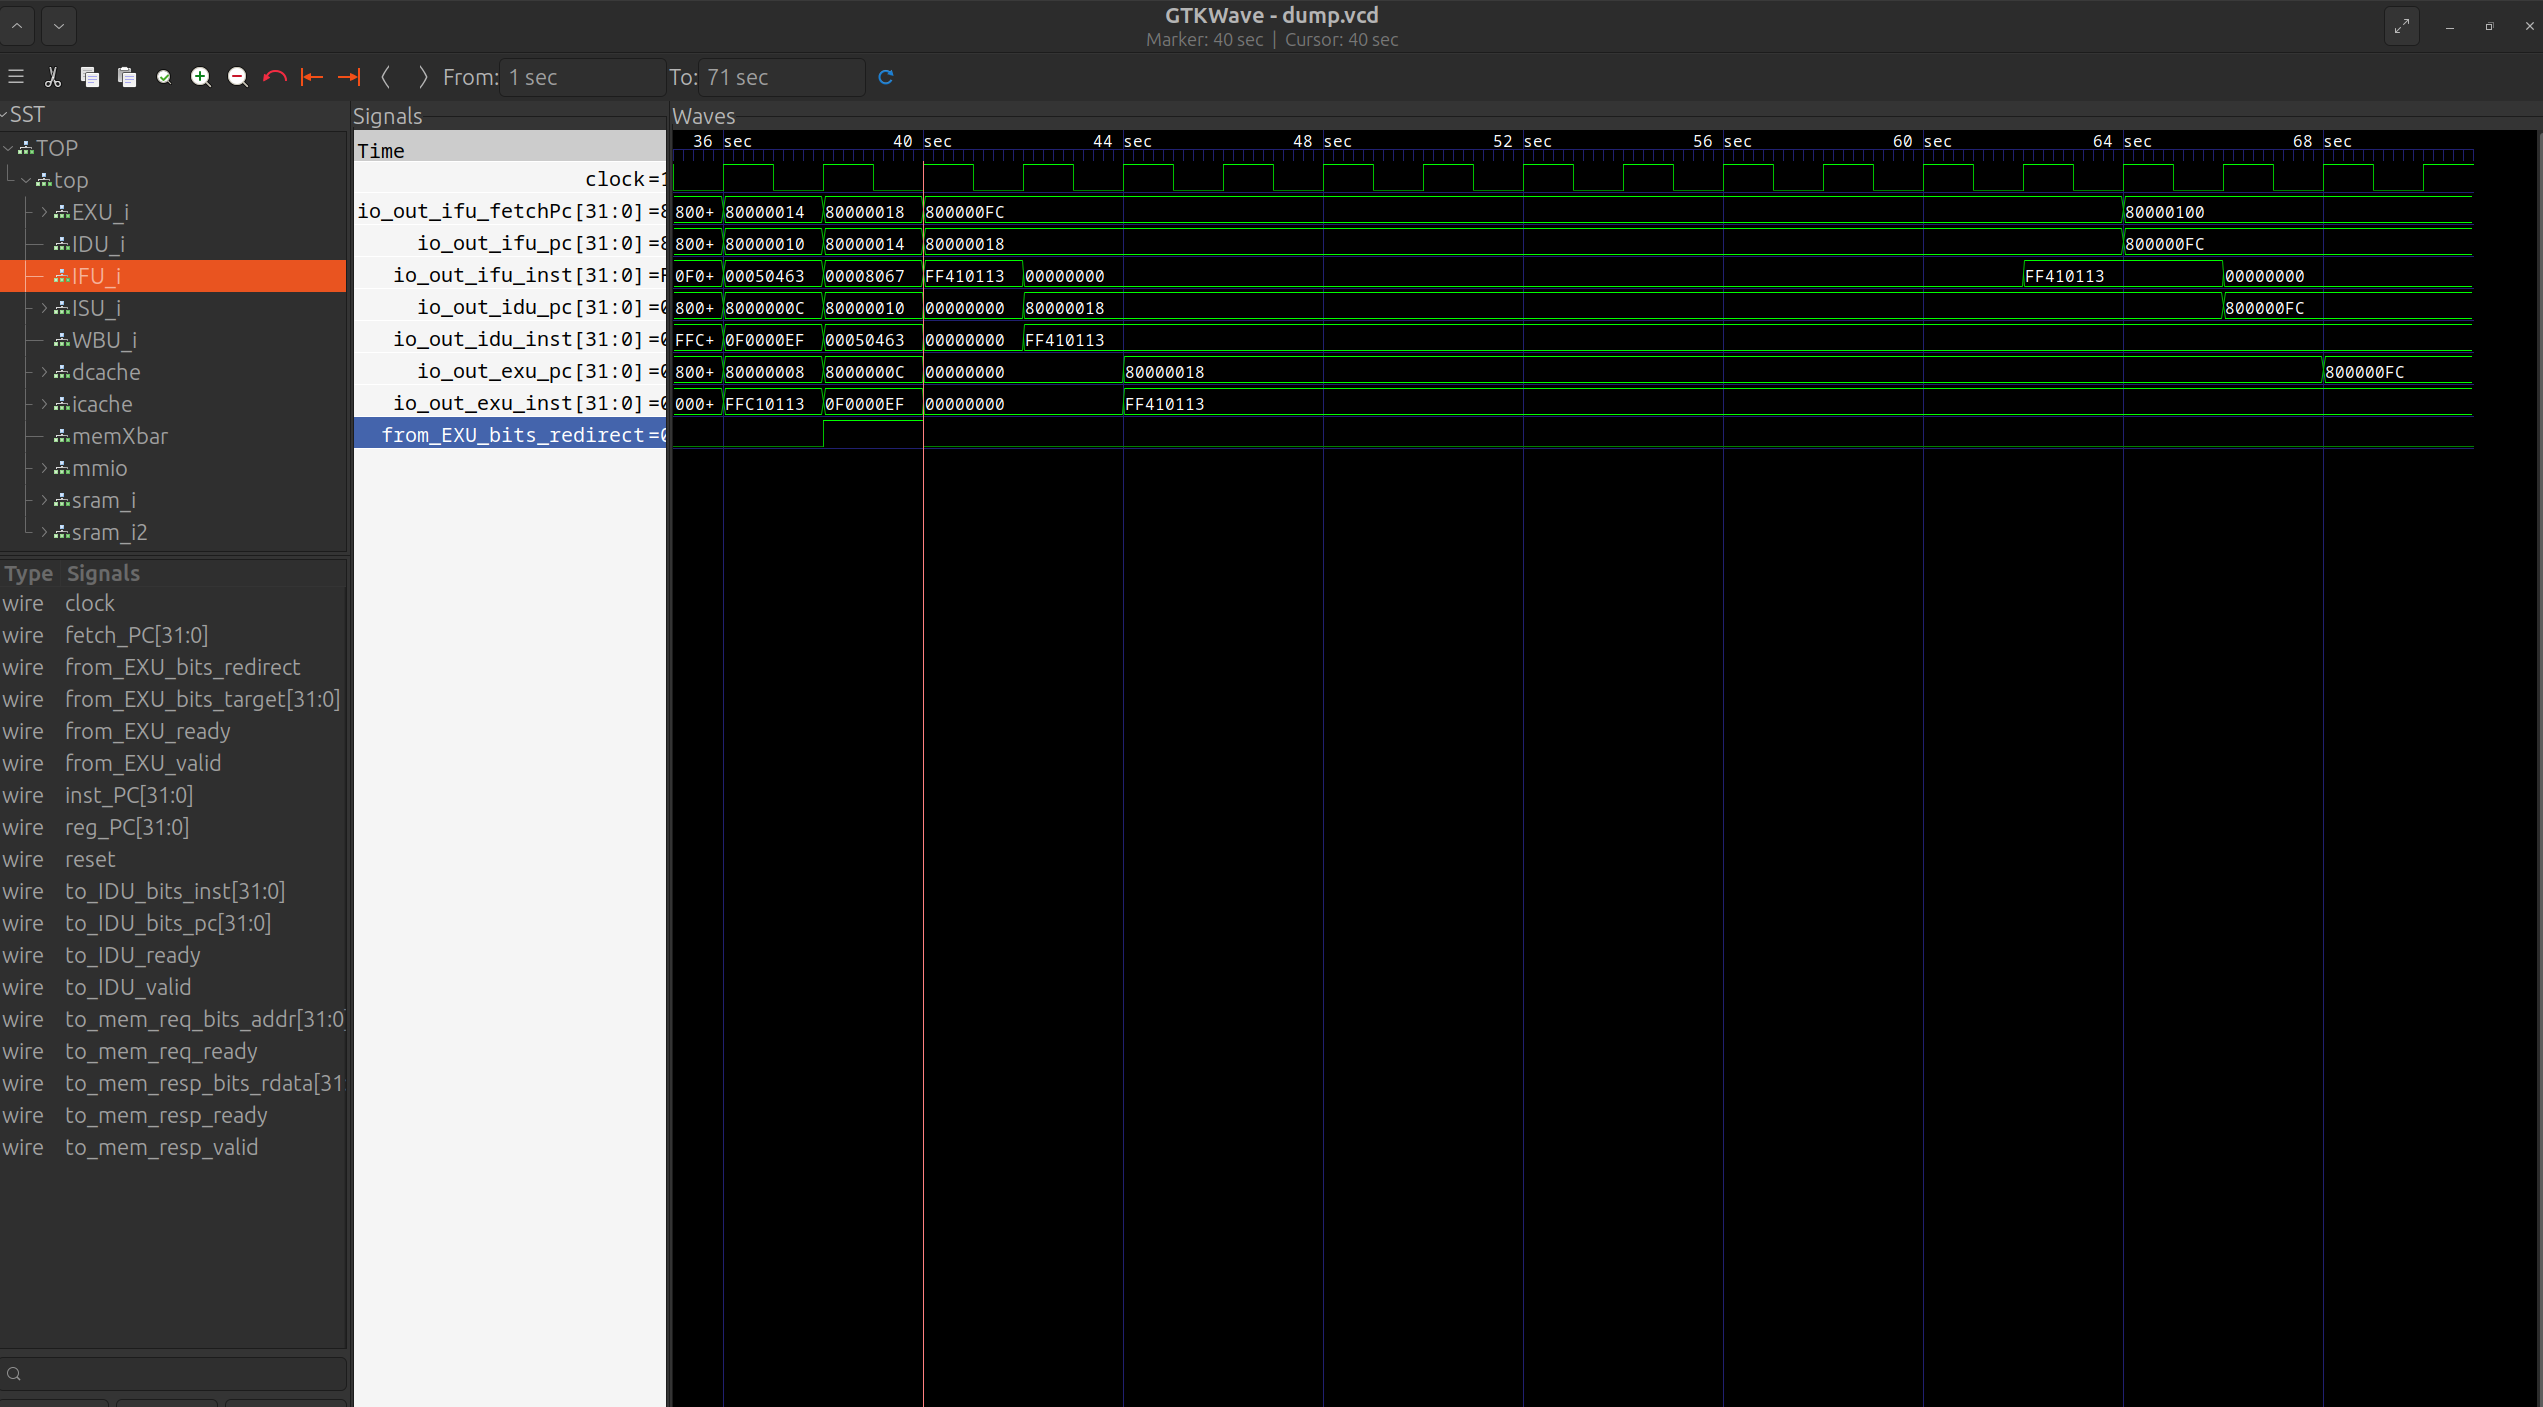 GTKWave - dump.vcd
Marker: 40 sec | Cursor: 40 sec
From: 1 sec To: 71 sec
SST
TOP
top
EXU_i
IDU_i
IFU_i
ISU_i
WBU_i
dcache
icache
memXbar
mmio
sram_i
sram_i2
Type Signals
wire clock
wire fetch_PC[31:0]
wire from_EXU_bits_redirect
wire from_EXU_bits_target[31:0]
wire from_EXU_ready
wire from_EXU_valid
wire inst_PC[31:0]
wire reg_PC[31:0]
wire reset
wire to_IDU_bits_inst[31:0]
wire to_IDU_bits_pc[31:0]
wire to_IDU_ready
wire to_IDU_valid
wire to_mem_req_bits_addr[31:0]
wire to_mem_req_ready
wire to_mem_resp_bits_rdata[31:
wire to_mem_resp_ready
wire to_mem_resp_valid
Signals
Time
clock=1
io_out_ifu_fetchPc[31:0]=8
io_out_ifu_pc[31:0]=8
io_out_ifu_inst[31:0]=F
io_out_idu_pc[31:0]=0
io_out_idu_inst[31:0]=0
io_out_exu_pc[31:0]=0
io_out_exu_inst[31:0]=0
from_EXU_bits_redirect=0
Waves
36 sec 40 sec 44 sec 48 sec 52 sec 56 sec 60 sec 64 sec 68 sec
800+ 80000014 80000018 800000FC 80000100
800+ 80000010 80000014 80000018 800000FC
0F0+ 00050463 00008067 FF410113 00000000 FF410113 00000000
800+ 8000000C 80000010 00000000 80000018 800000FC
FFC+ 0F0000EF 00050463 00000000 FF410113
800+ 80000008 8000000C 00000000 80000018 800000FC
000+ FFC10113 0F0000EF 00000000 FF410113